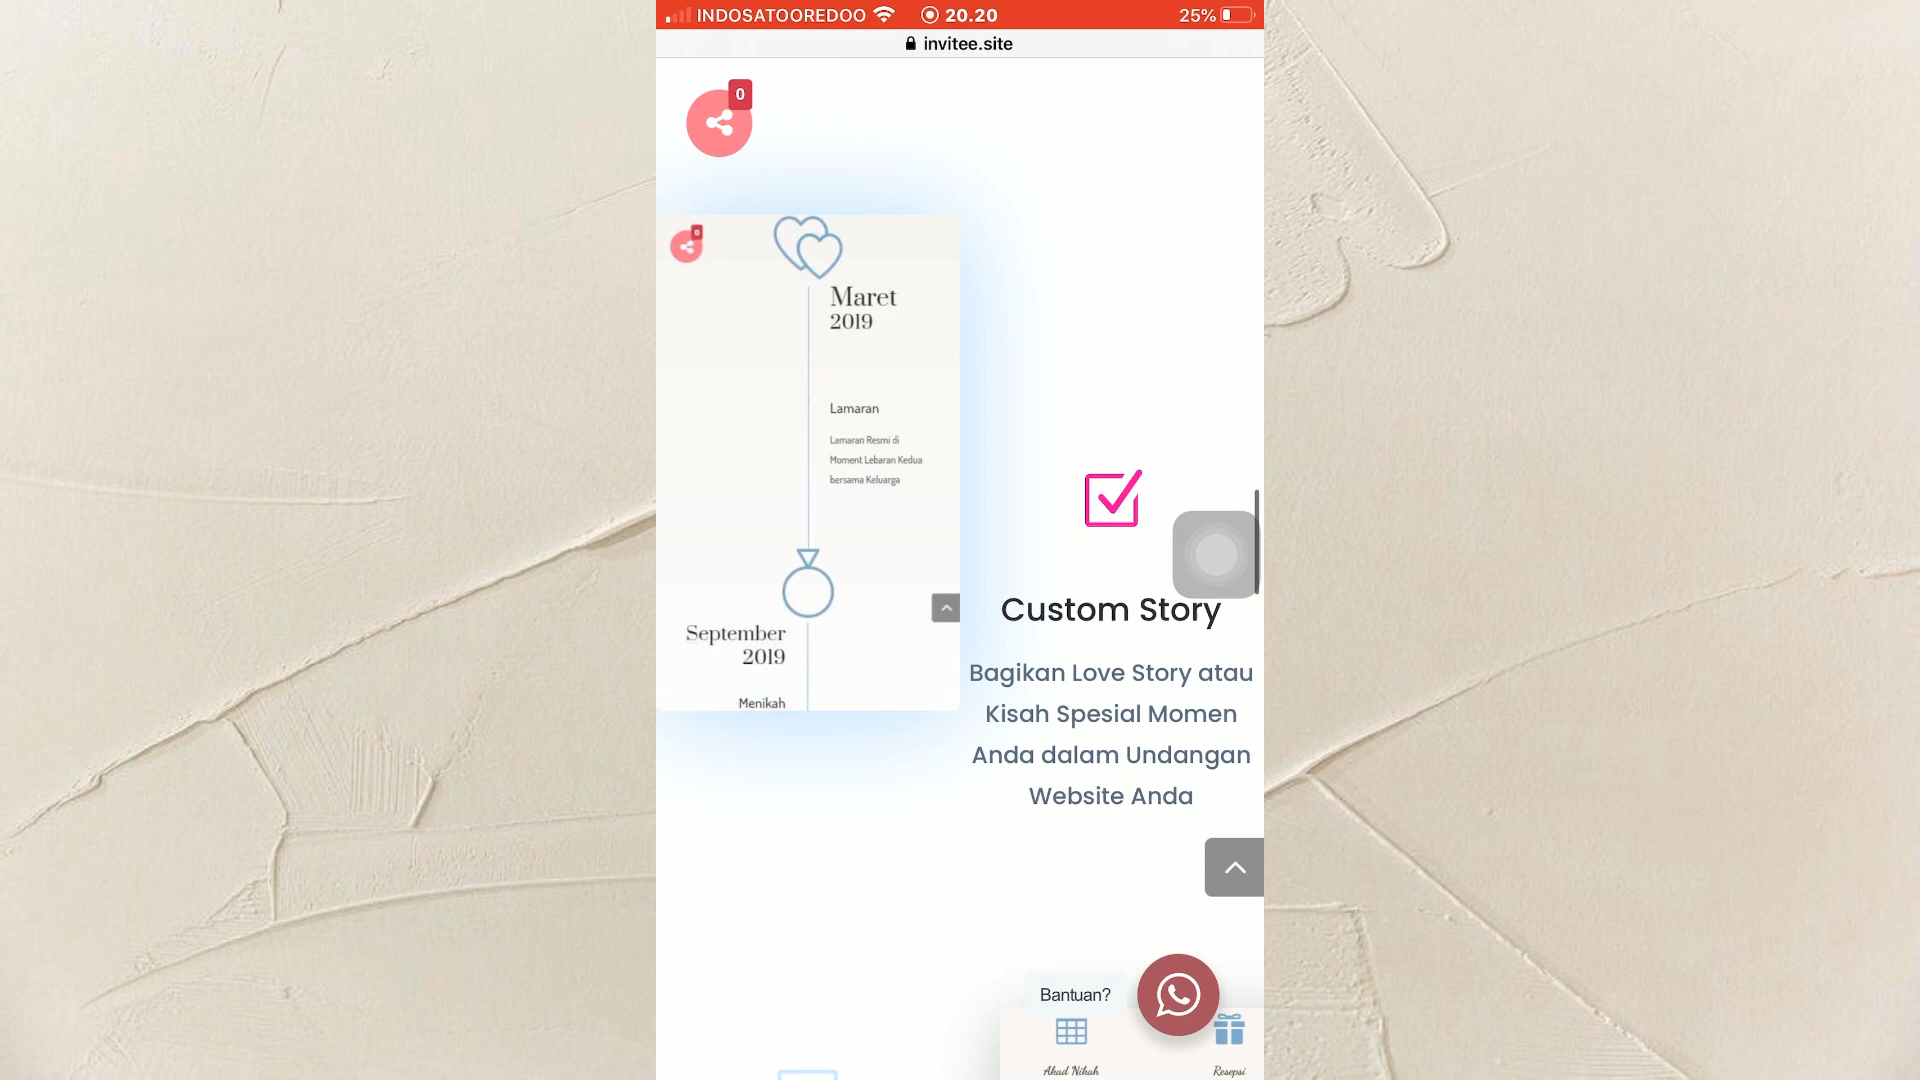 INDOSATOOREDOO
20.20
25%
invitee.site
0
0
Maret
2019
Lamaran
Lamaran Resmi di
Moment Lebaran Kedua
bersama Keluarga
September
2019
Menikah
Custom Story
Bagikan Love Story atau
Kisah Spesial Momen
Anda dalam Undangan
Website Anda
Bantuan?
Akad Nikah
Resepsi